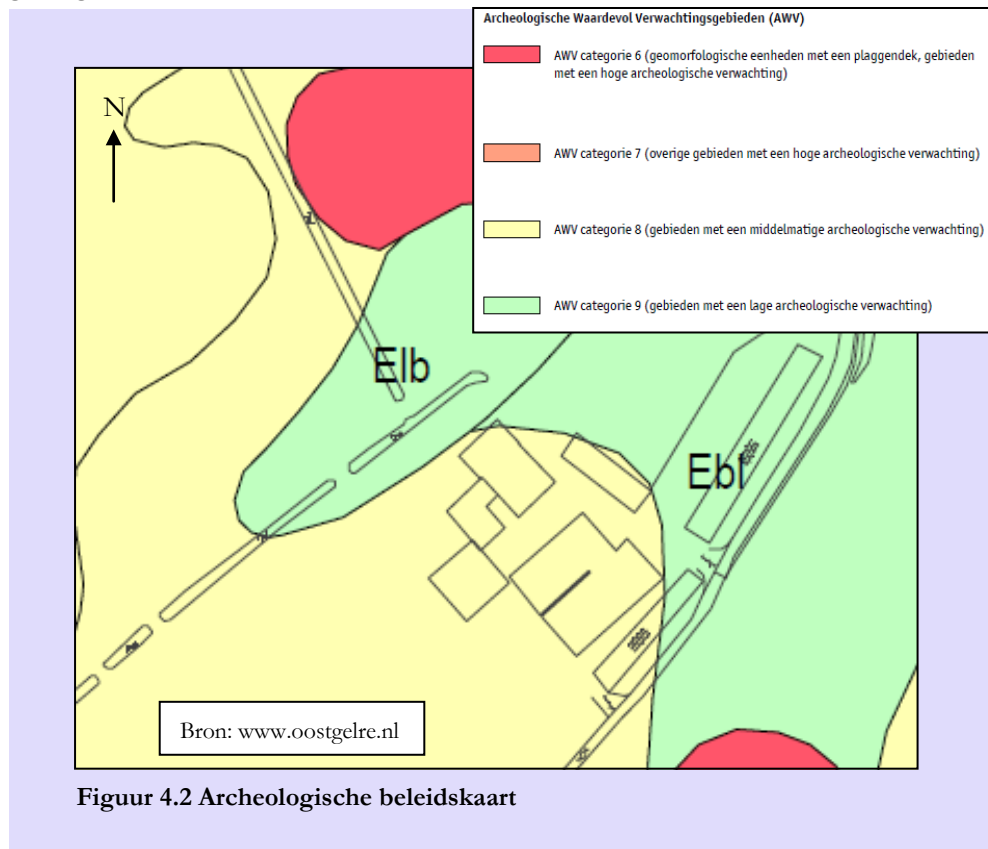 Archeologische Waardevol Verwachtingsgebieden (AWV)
AWV categorie 6 (geomorfologische eenheden met een plaggendek, gebieden
met een hoge archeologische verwachting)
AWV categorie 7 (overige gebieden met een hoge archeologische verwachting)
AWV categorie 8 (gebieden met een middelmatige archeologische verwachting)
AWV categorie 9 (gebieden met een lage archeologische verwachting)
N
Elb
Ebl
Bron: www.oostgelre.nl
Figuur 4.2 Archeologische beleidskaart